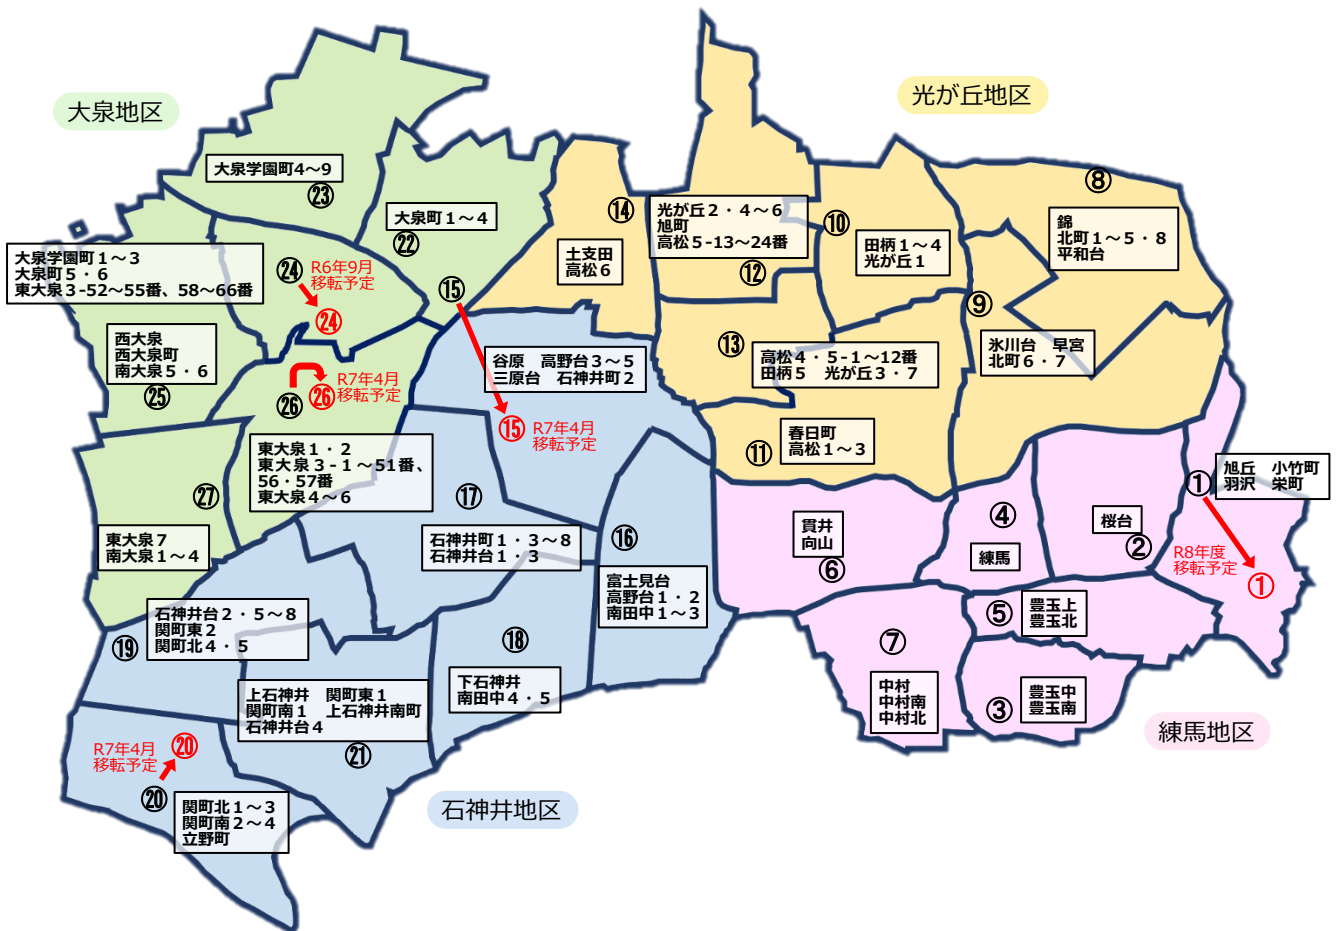 大泉地区
光が丘地区
大泉学園町4～9
㉓
大泉町１～４
㉒
⑭
土支田
高松６
光が丘２・４～６
旭町
高松５-13～24番
⑫
⑩
田柄１～４
光が丘１
⑧
錦
北町１～５・８
平和台
大泉学園町１～３
大泉町５・６
東大泉３-52～55番、58～66番
㉔
R6年9月
移転予定
㉔
⑮
⑨
氷川台　早宮
北町６・７
西大泉
西大泉町
南大泉５・６
㉕
⑬
高松４・５-１～12番
田柄５　光が丘３・７
谷原　高野台３～５
三原台　石神井町２
⑮
R7年4月
移転予定
㉖
㉖
R7年4月
移転予定
東大泉１・２
東大泉３-１～51番、
56・57番
東大泉４～６
⑪
春日町
高松１～３
㉗
東大泉７
南大泉１～４
⑰
石神井町１・３～８
石神井台１・３
⑯
富士見台
高野台１・２
南田中１～３
貫井
向山
⑥
④
練馬
桜台
②
①
旭丘　小竹町
羽沢　栄町
R8年度
移転予定
①
⑤
豊玉上
豊玉北
⑦
中村
中村南
中村北
③
豊玉中
豊玉南
練馬地区
⑲
石神井台２・５～８
関町東２
関町北４・５
⑱
下石神井
南田中４・５
上石神井　関町東１
関町南１　上石神井南町
石神井台４
㉑
R7年4月
移転予定
⑳
⑳
関町北１～３
関町南２～４
立野町
石神井地区